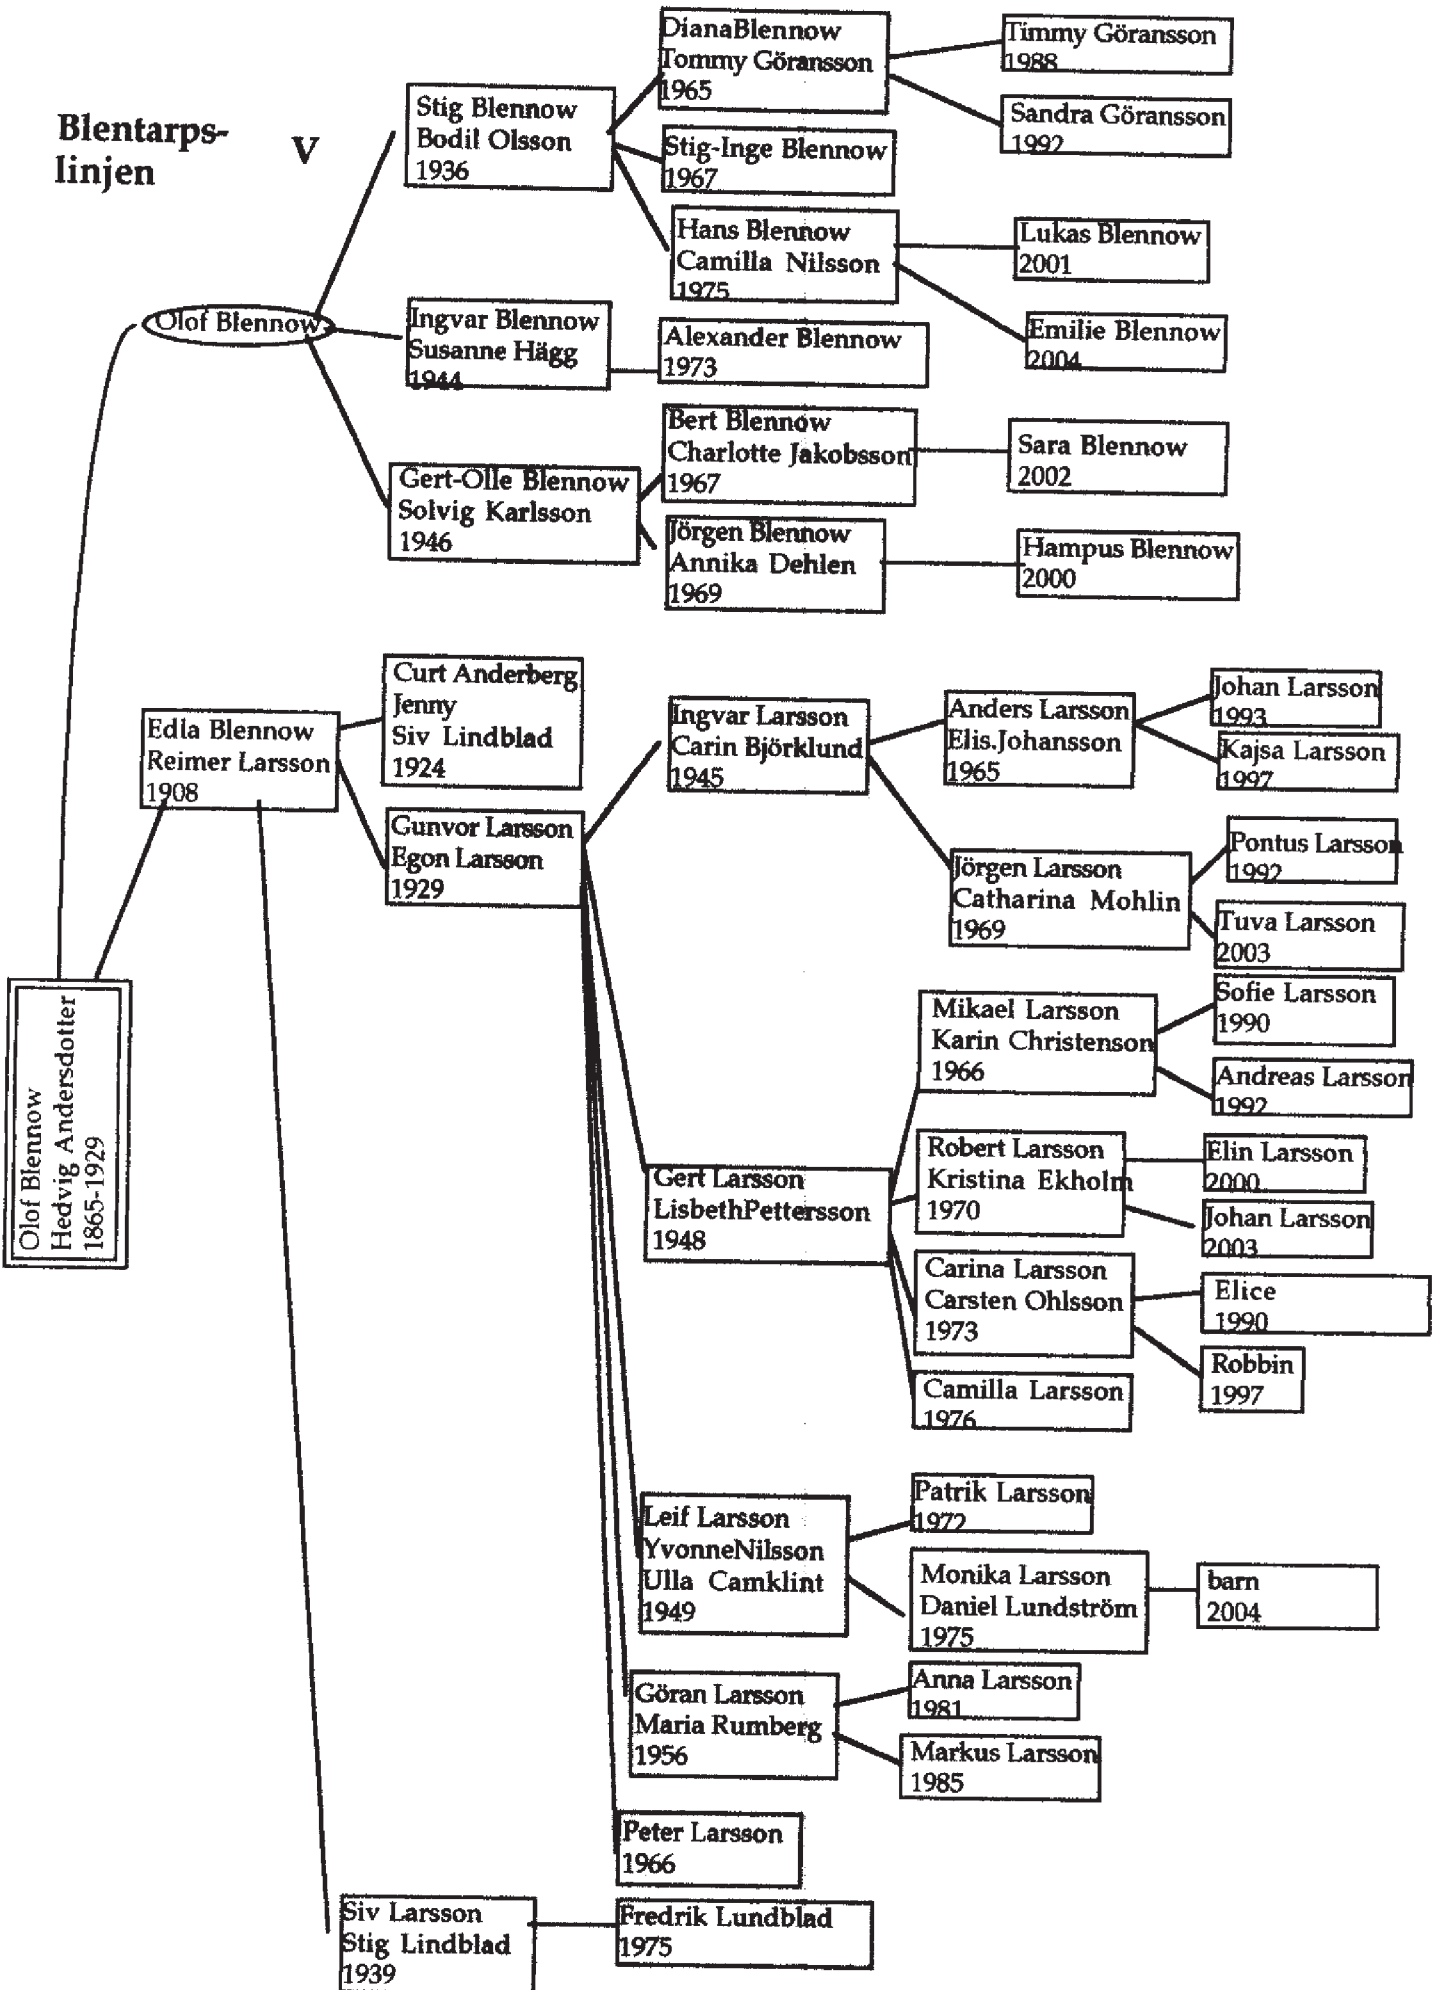 Blentarps-
linjen
V
Olof Blennow
Stig Blennow
Bodil Olsson
1936
DianaBlennow
Tommy Göransson
1965
Timmy Göransson
1988
Sandra Göransson
1992
Stig-Inge Blennow
1967
Hans Blennow
Camilla Nilsson
1975
Lukas Blennow
2001
Emilie Blennow
2004
Ingvar Blennow
Susanne Hägg
1944
Alexander Blennow
1973
Gert-Olle Blennow
Solvig Karlsson
1946
Bert Blennow
Charlotte Jakobsson
1967
Sara Blennow
2002
Jörgen Blennow
Annika Dehlen
1969
Hampus Blennow
2000
Olof Blennow
Hedvig Andersdotter
1865-1929
Edla Blennow
Reimer Larsson
1908
Curt Anderberg
Jenny
Siv Lindblad
1924
Gunvor Larsson
Egon Larsson
1929
Ingvar Larsson
Carin Björklund
1945
Anders Larsson
Elis.Johansson
1965
Johan Larsson
1993
Kajsa Larsson
1997
Jörgen Larsson
Catharina Mohlin
1969
Pontus Larsson
1992
Tuva Larsson
2003
Gert Larsson
LisbethPettersson
1948
Mikael Larsson
Karin Christenson
1966
Sofie Larsson
1990
Andreas Larsson
1992
Robert Larsson
Kristina Ekholm
1970
Elin Larsson
2000
Johan Larsson
2003
Carina Larsson
Carsten Ohlsson
1973
Elice
1990
Robbin
1997
Camilla Larsson
1976
Leif Larsson
YvonneNilsson
Ulla Camklint
1949
Patrik Larsson
1972
Monika Larsson
Daniel Lundström
1975
barn
2004
Göran Larsson
Maria Rumberg
1956
Anna Larsson
1981
Markus Larsson
1985
Peter Larsson
1966
Siv Larsson
Stig Lindblad
1939
Fredrik Lundblad
1975